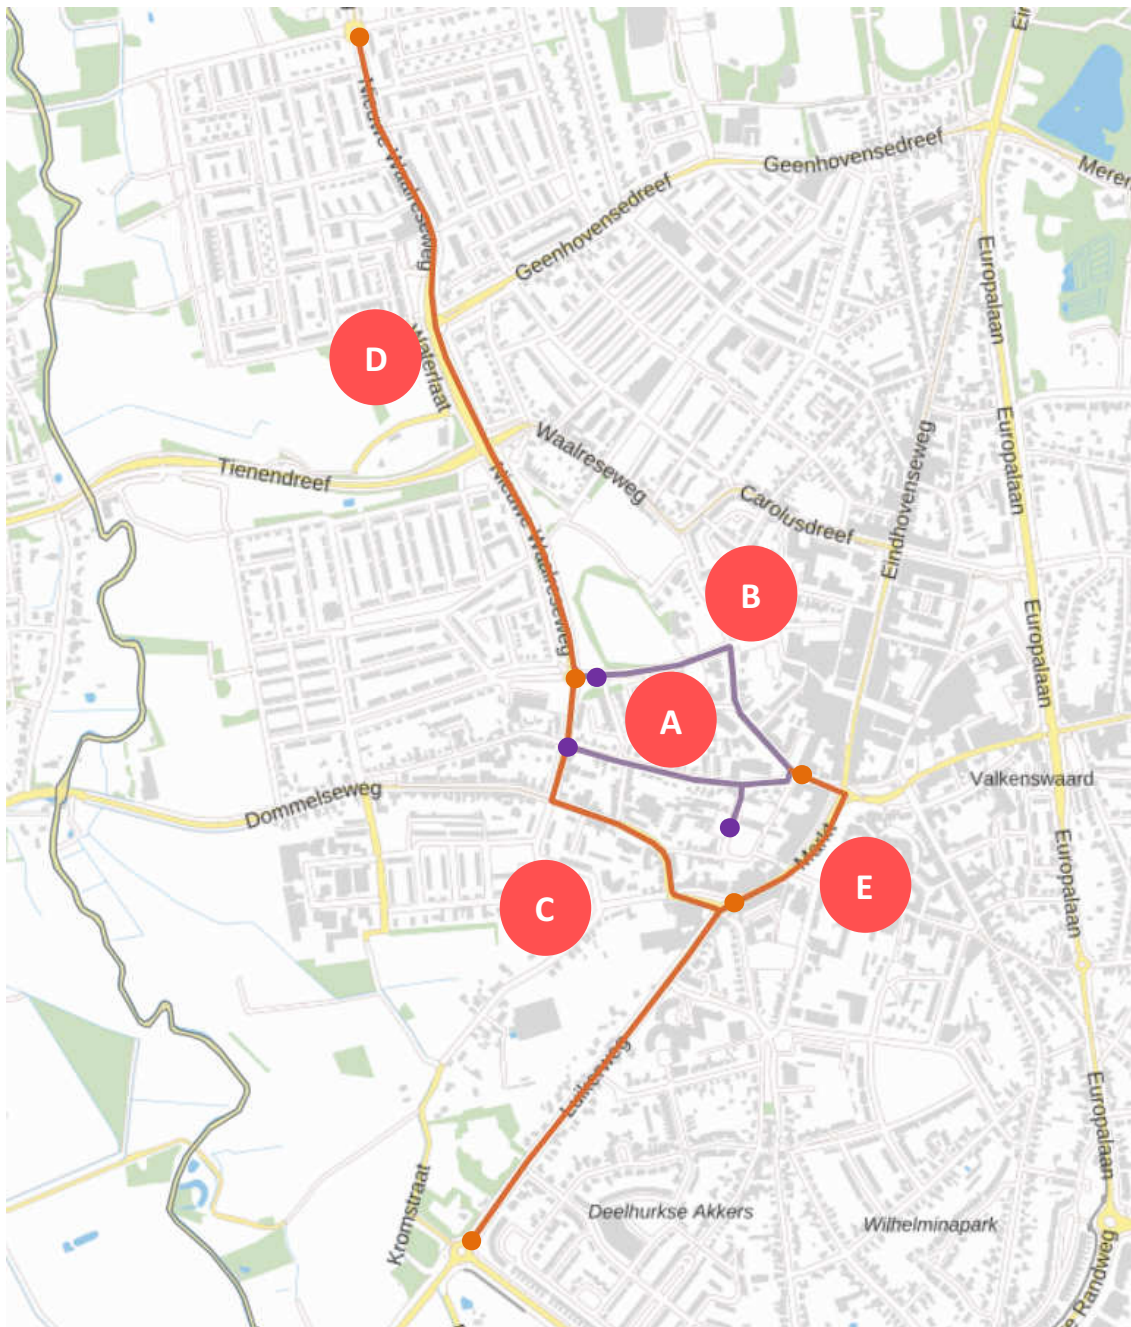 Nieuwe Waalreseweg
Geenhovensedreef
Meren
Geenhovensedreef
Europalaan
D
Waterlaat
Europalaan
Waalreseweg
Eindhovenseweg
Tienendreef
Nieuwe Waalreseweg
Carolusdreef
B
Europalaan
A
Valkenswaard
Dommelseweg
Markt
Europalaan
C
E
Luikerweg
Europalaan
Kromstraat
Deelhurkse Akkers
Wilhelminapark
e Randweg